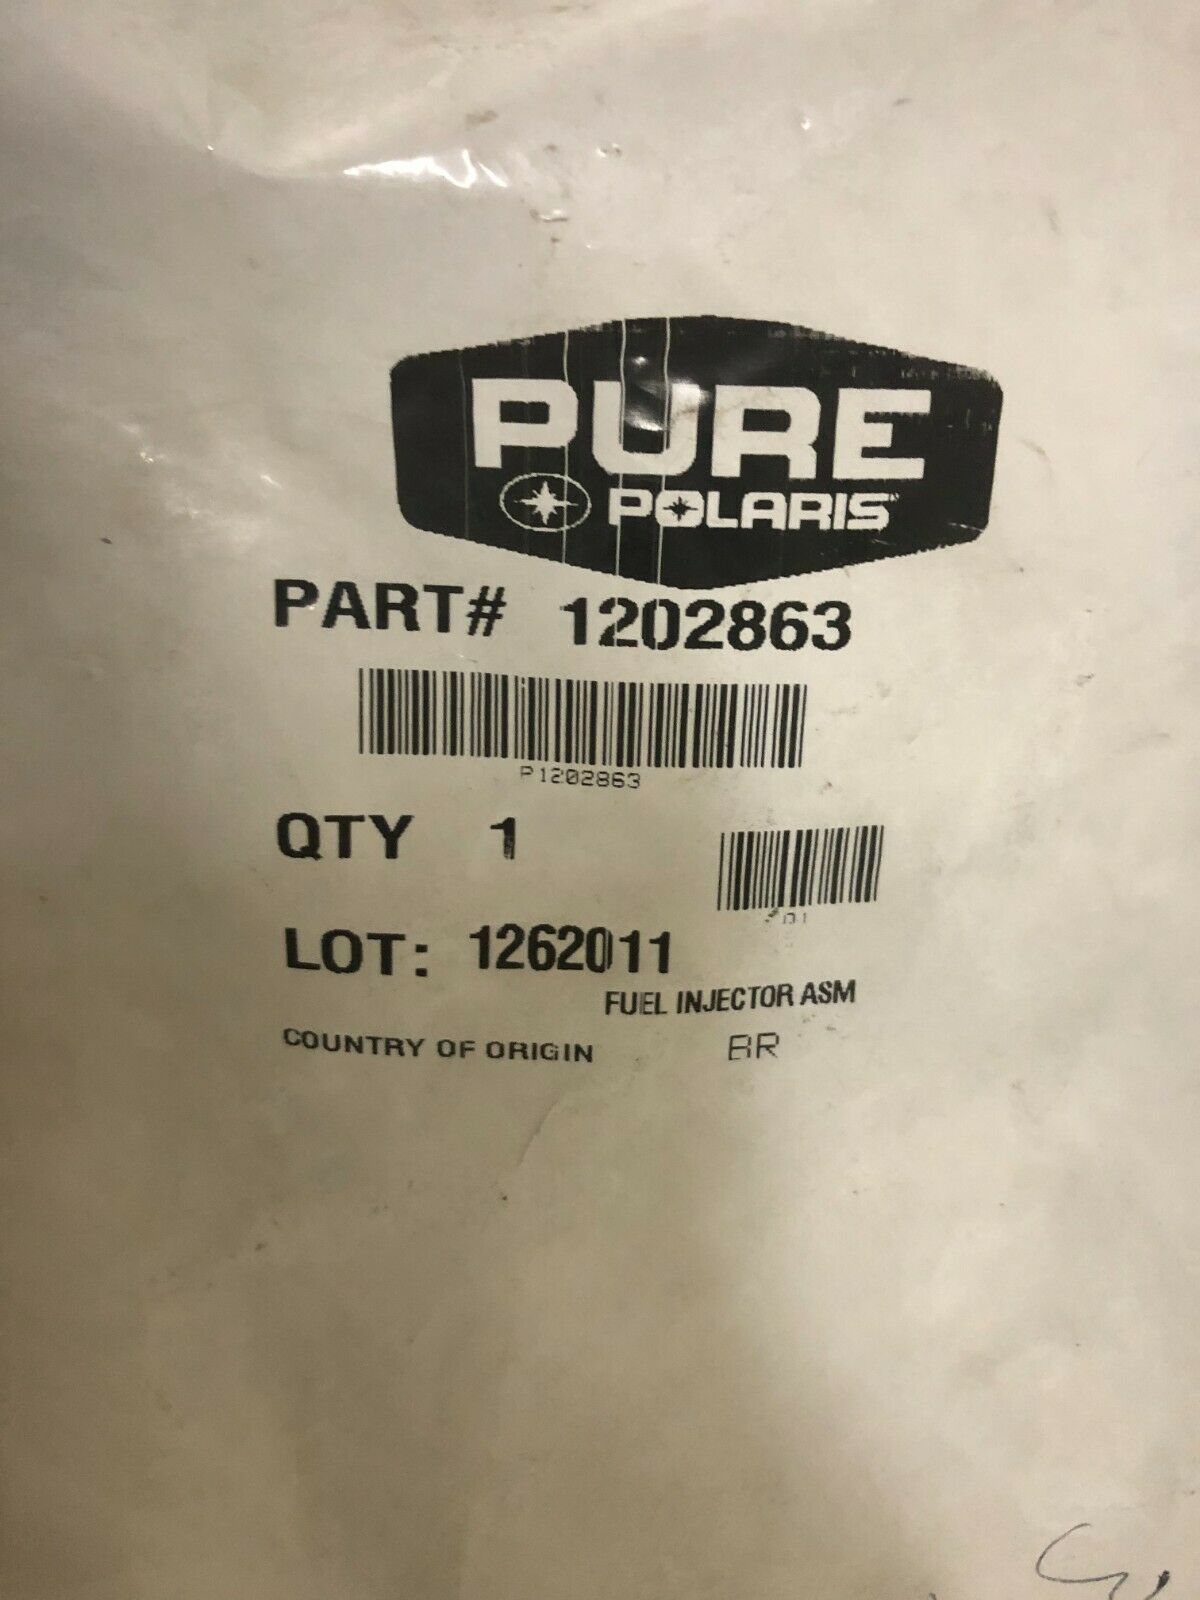 PURE
POLARIS
PART# 1202863
P1202863
QTY 1
LOT: 1262011
FUEL INJECTOR ASM
COUNTRY OF ORIGIN BR